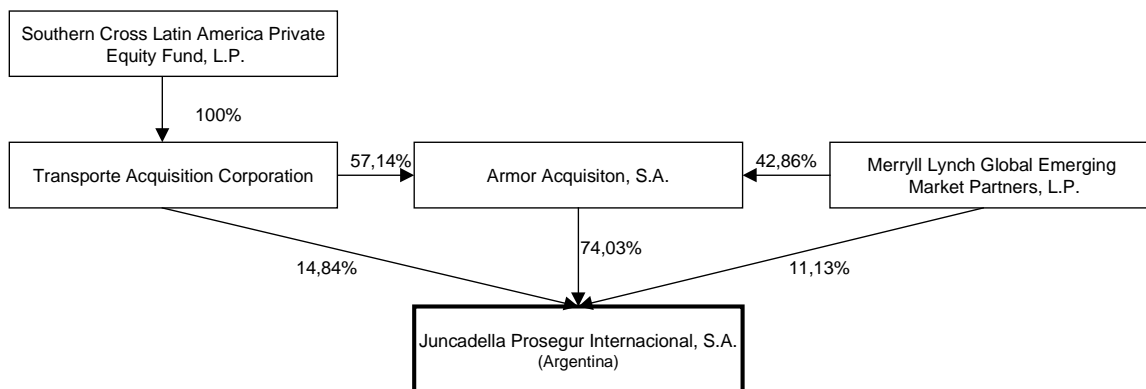 Southern Cross Latin America Private
Equity Fund, L.P.
100%
Transporte Acquisition Corporation
57,14%
Armor Acquisiton, S.A.
42,86%
Merryll Lynch Global Emerging
Market Partners, L.P.
14,84%
74,03%
11,13%
Juncadella Prosegur Internacional, S.A.
(Argentina)